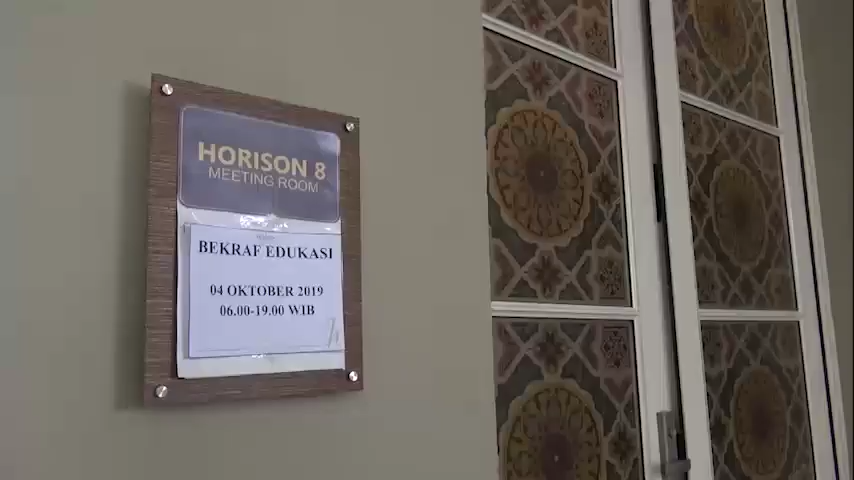 HORISON 8
MEETING ROOM
BEKRAF EDUKASI
04 OKTOBER 2019
06.00-19.00 WIB